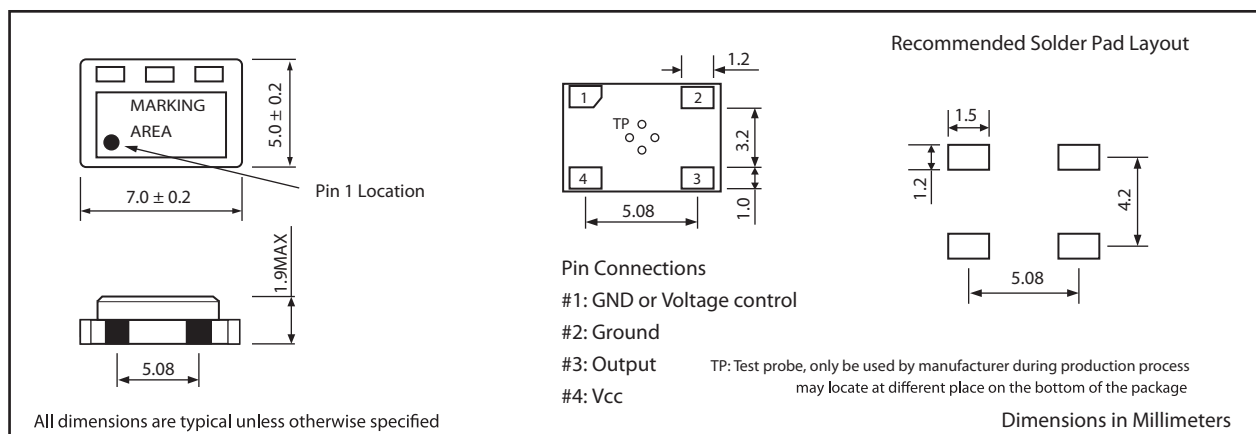 MARKING
AREA
5.0 ± 0.2
Pin 1 Location
7.0 ± 0.2
1.9MAX
5.08
All dimensions are typical unless otherwise specified
1.2
1
2
TP
3.2
4
3
1.0
5.08
Pin Connections
#1: GND or Voltage control
#2: Ground
#3: Output
#4: Vcc
Recommended Solder Pad Layout
1.5
1.2
4.2
5.08
TP: Test probe, only be used by manufacturer during production process
may locate at different place on the bottom of the package
Dimensions in Millimeters